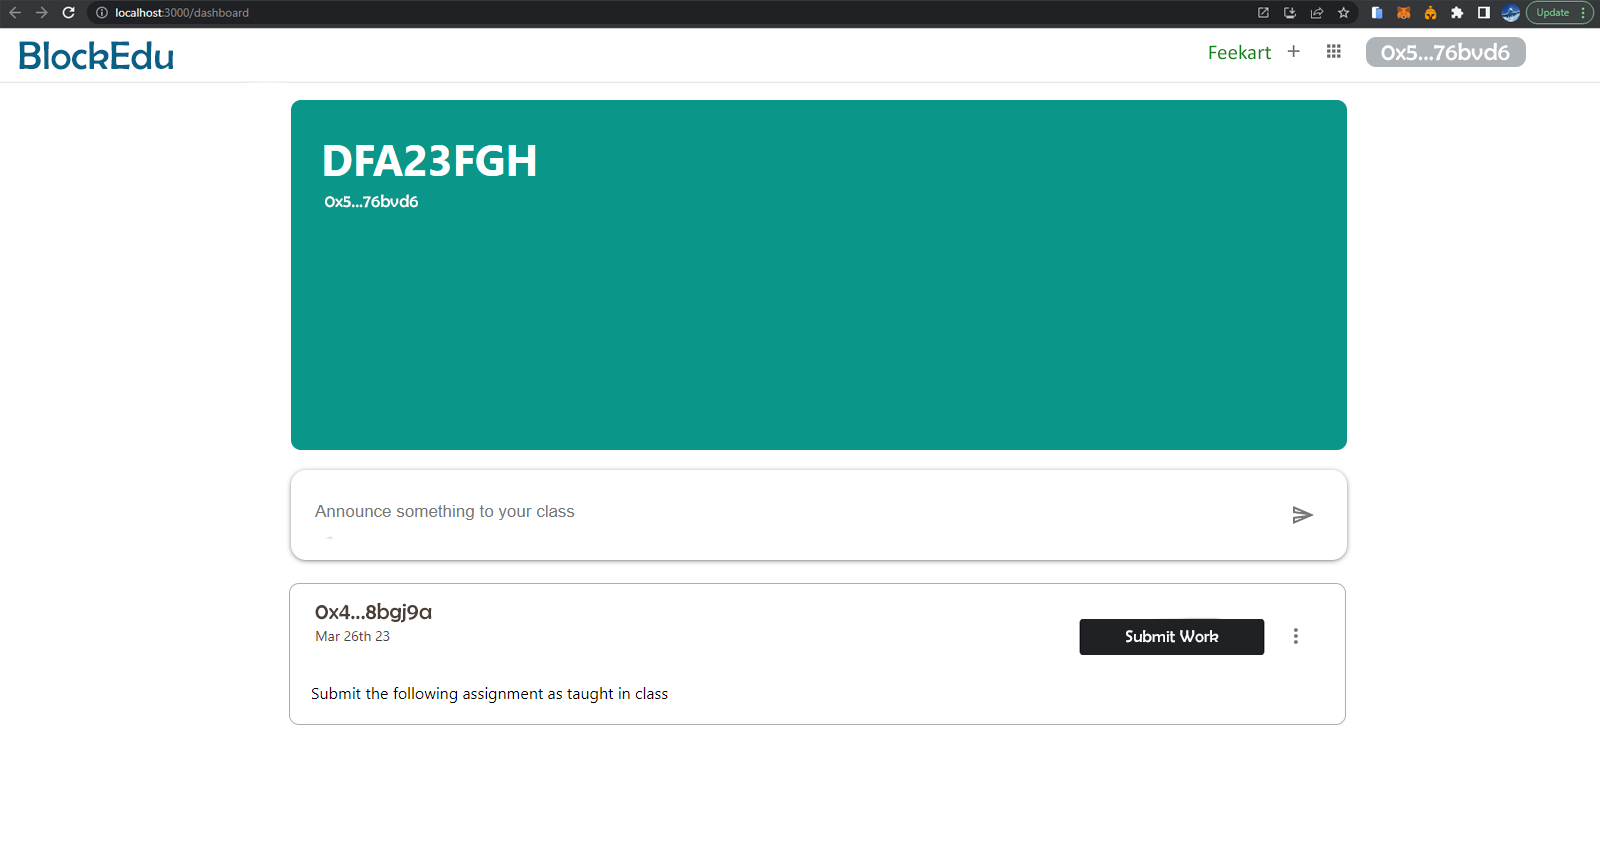 localhost:3000/dashboard
Update
BlockEdu
Feekart
0x5...76bvd6
DFA23FGH
0x5...76bvd6
Announce something to your class
0x4...8bgj9a
Mar 26th 23
Submit Work
Submit the following assignment as taught in class